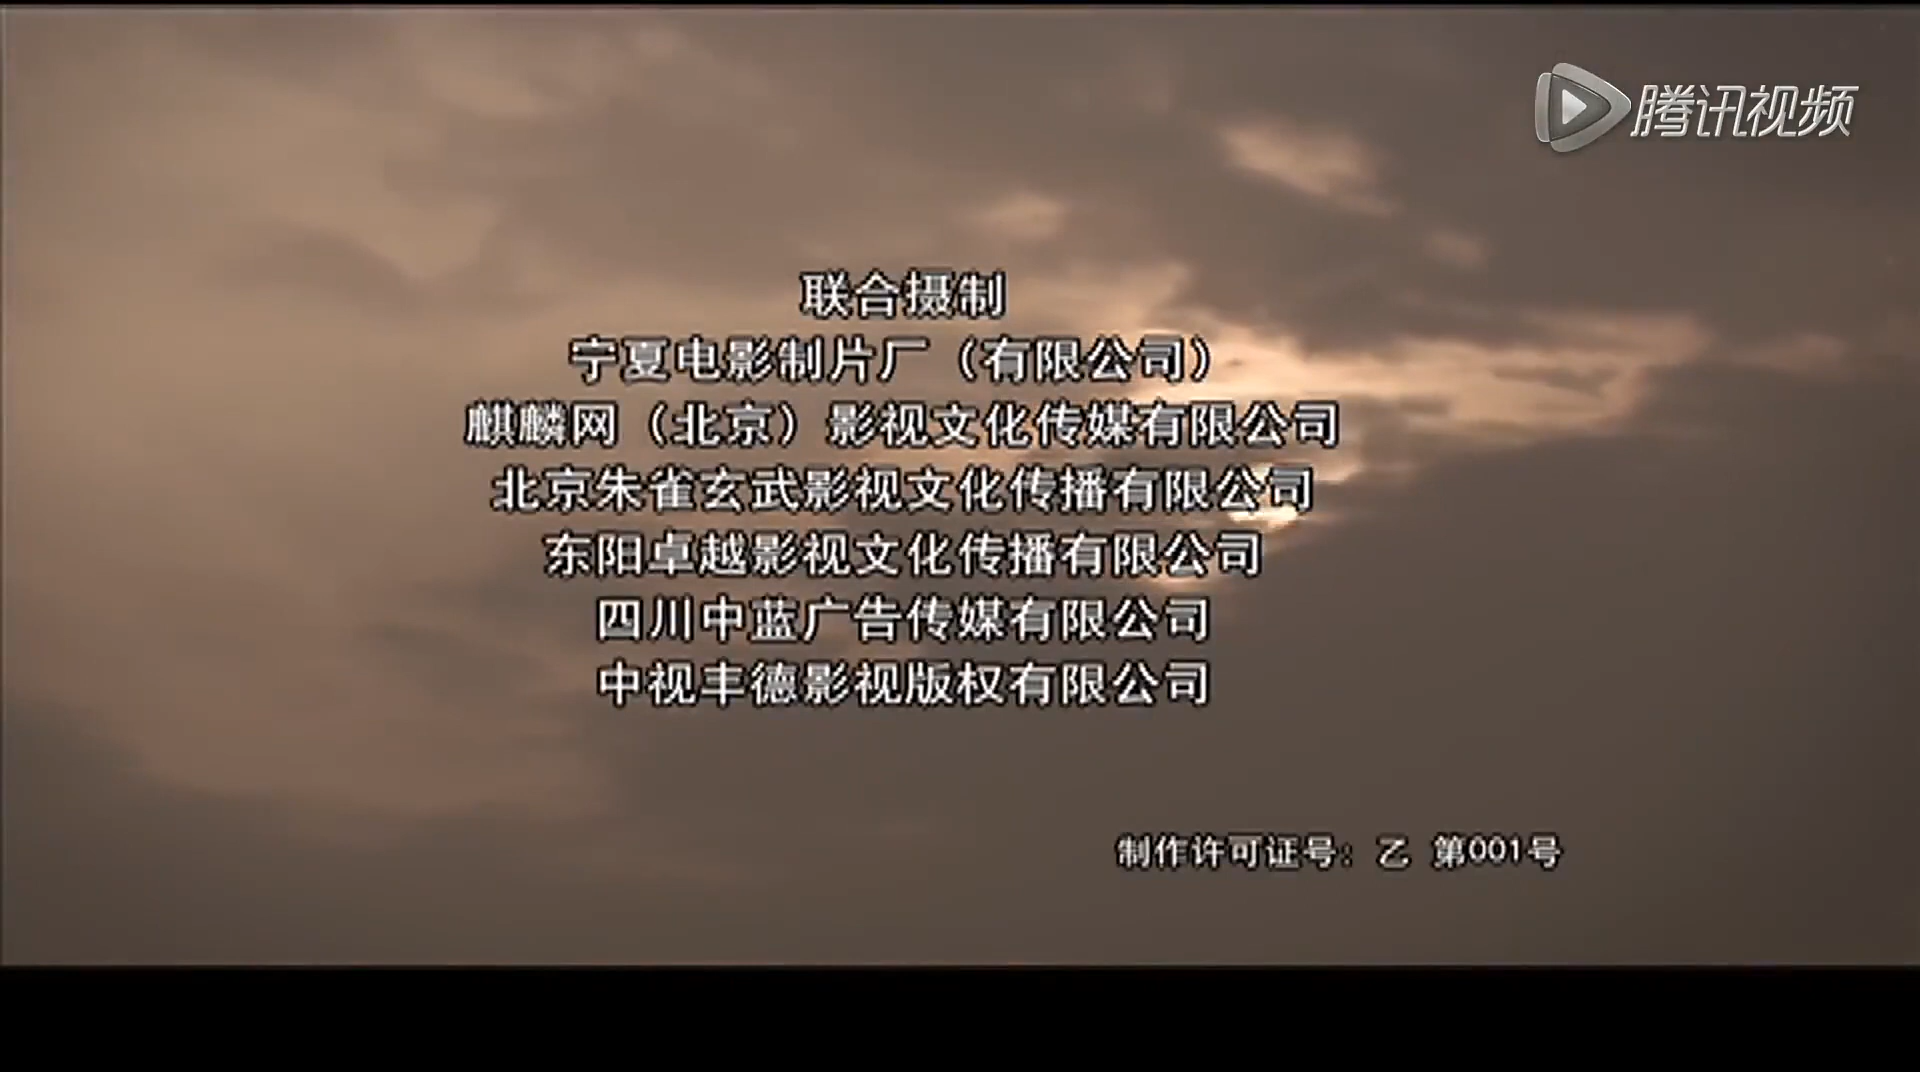 腾讯视频
联合摄制
宁夏电影制片厂（有限公司）
麒麟网（北京）影视文化传媒有限公司
北京朱雀玄武影视文化传播有限公司
东阳卓越影视文化传播有限公司
四川中蓝广告传媒有限公司
中视丰德影视版权有限公司
制作许可证号：乙 第001号